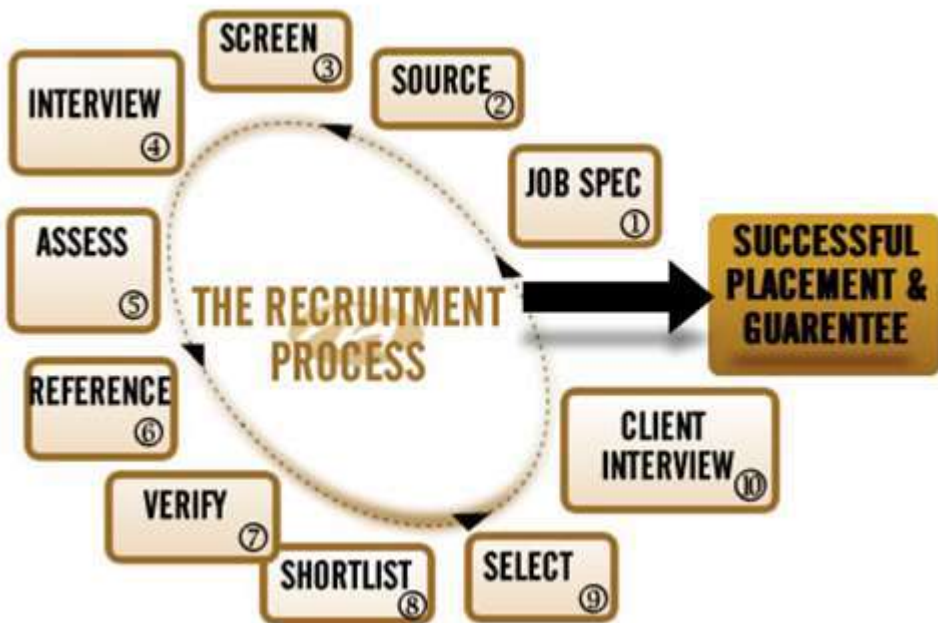 THE RECRUITMENT
PROCESS
JOB SPEC
①
SOURCE
②
SCREEN
③
INTERVIEW
④
ASSESS
⑤
REFERENCE
⑥
VERIFY
⑦
SHORTLIST
⑧
SELECT
⑨
CLIENT
INTERVIEW
⑩
SUCCESSFUL
PLACEMENT &
GUARENTEE